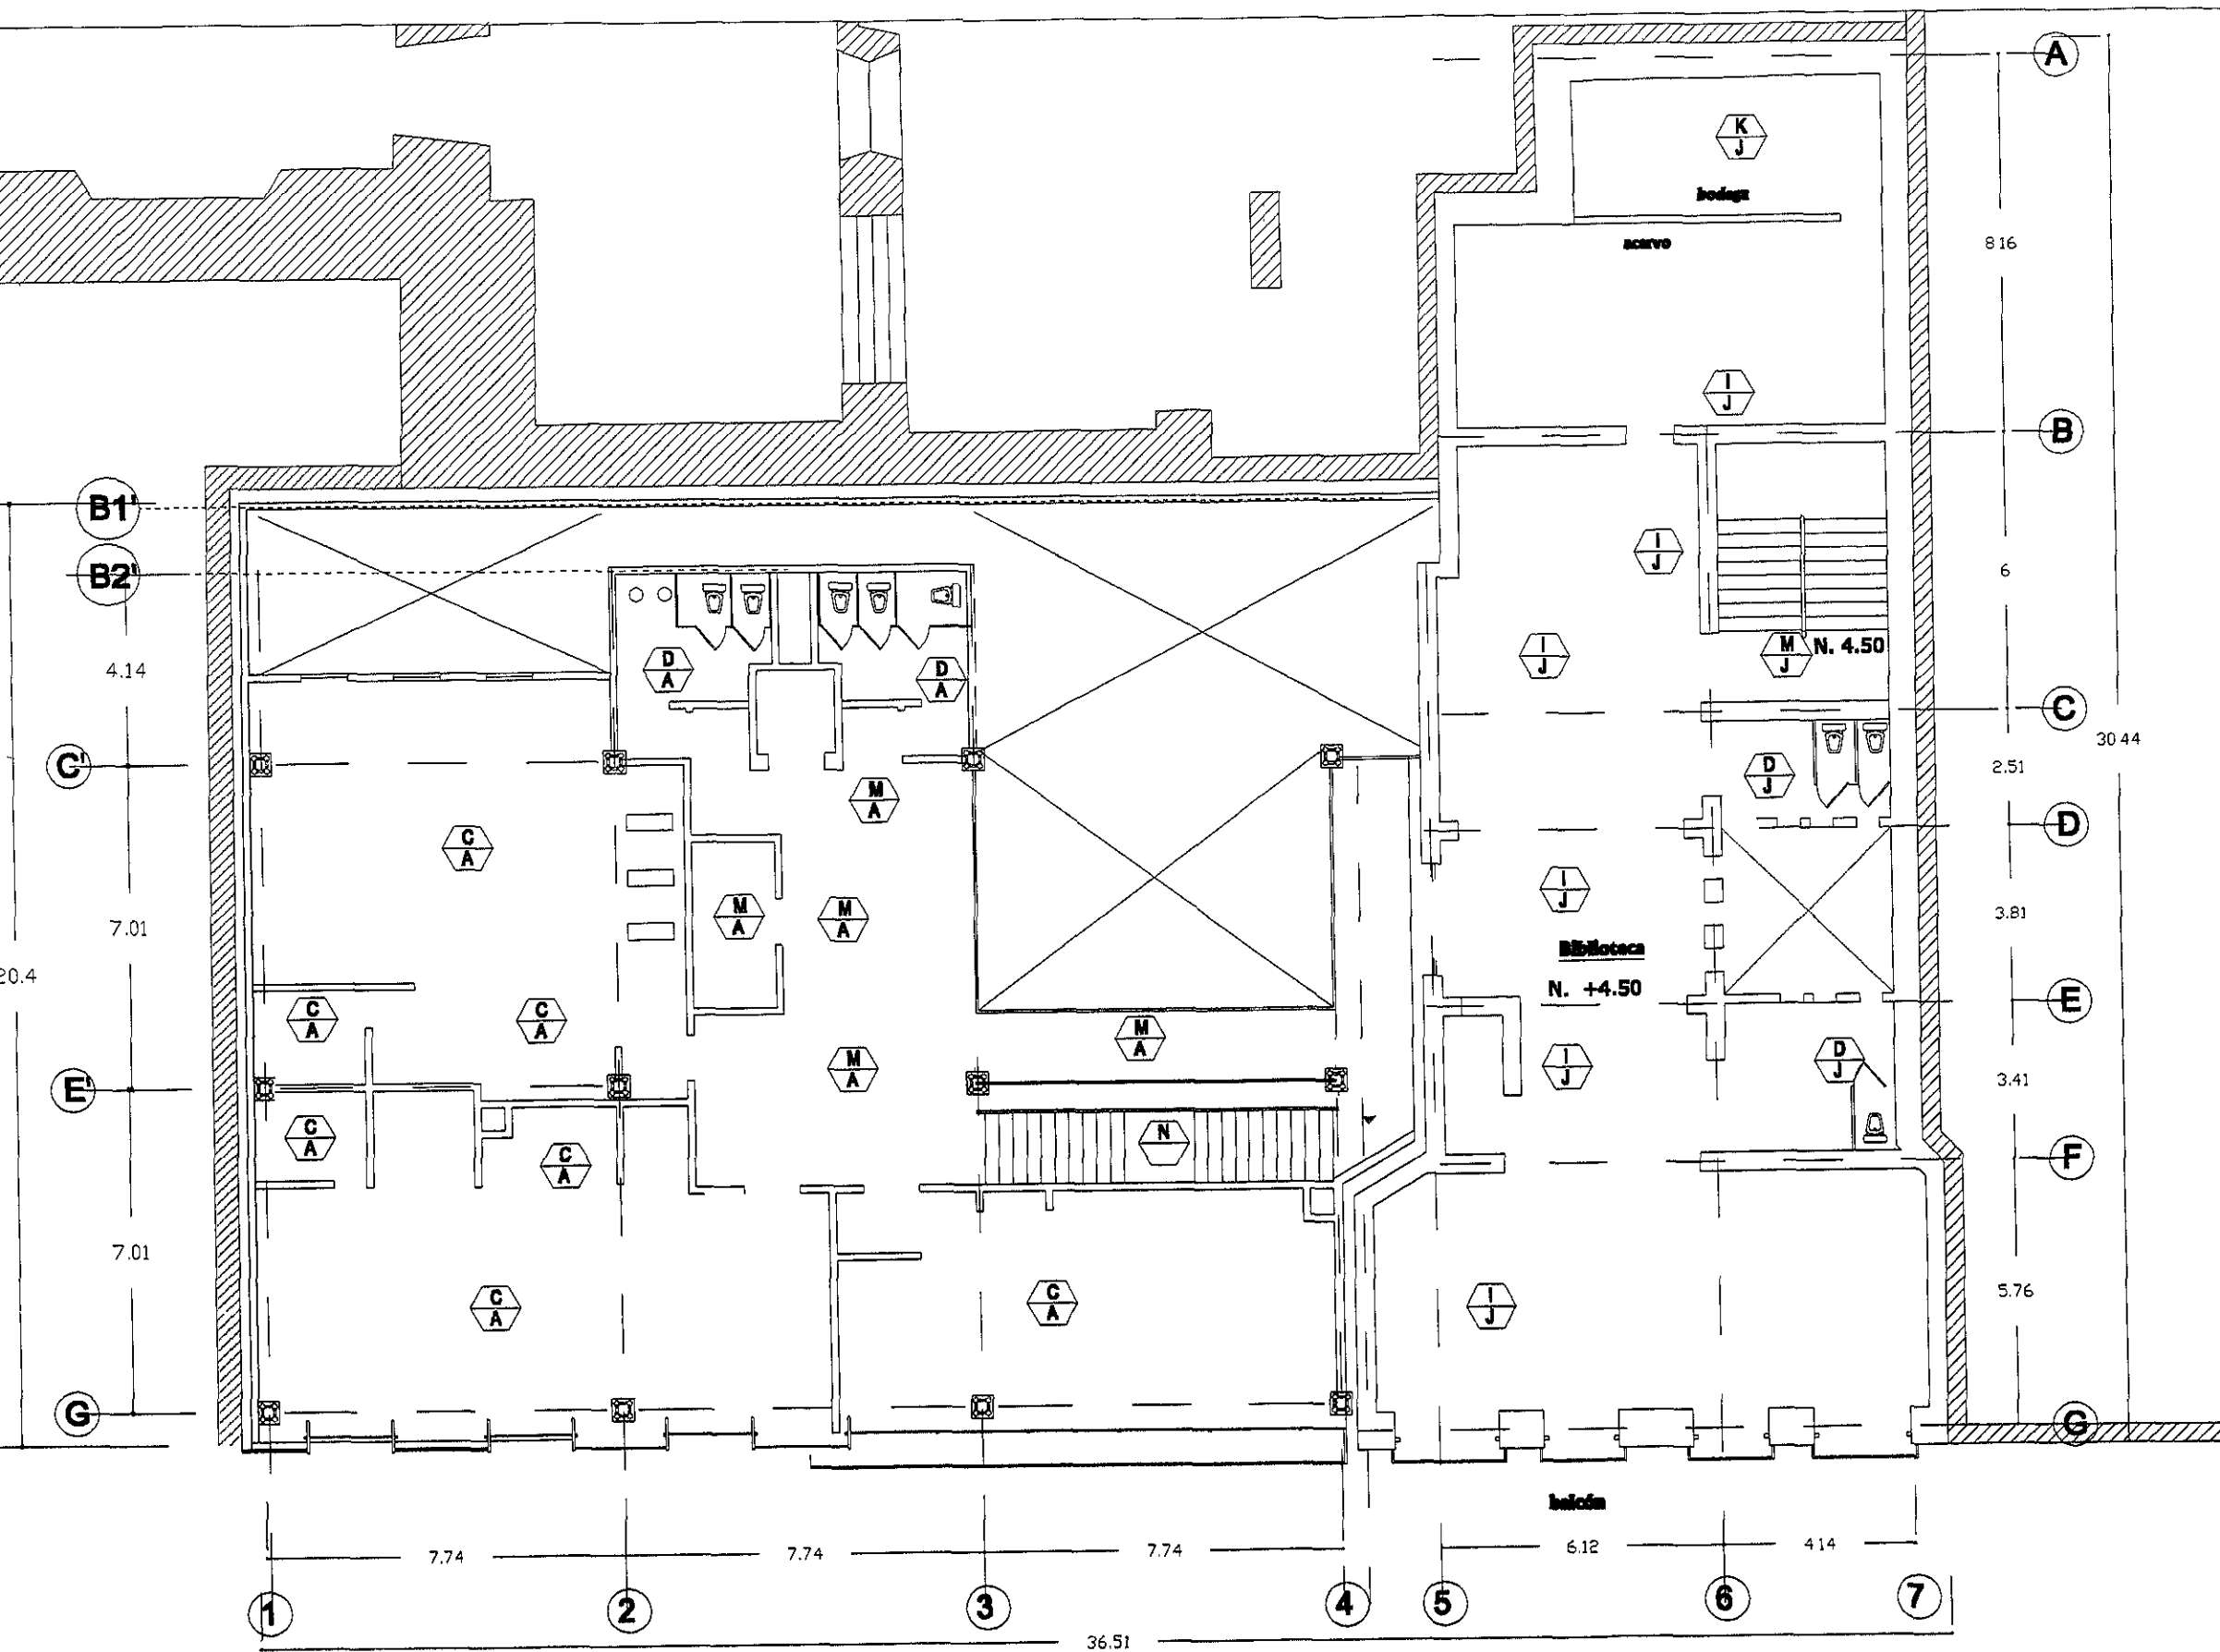 A
K
J
bodega
acervo
8 16
I
J
B
B1'
I
J
6
B2'
4.14
D
A
D
A
I
J
M
J
N. 4.50
C
30 44
C'
M
A
D
J
2.51
D
C
A
M
A
M
A
I
J
3.81
7.01
Biblioteca
20.4
N. +4.50
E
C
A
C
A
M
A
M
A
I
J
D
J
3.41
E'
C
A
C
A
N
F
7.01
C
A
C
A
I
J
5.76
G
G
balcón
7.74
7.74
7.74
6.12
4 14
1
2
3
4
5
6
7
36.51